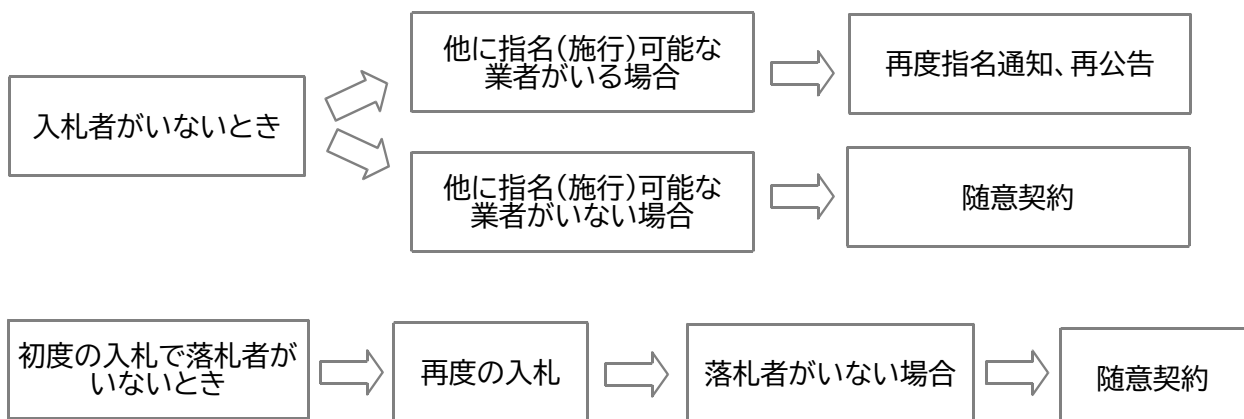 入札者がいないとき
他に指名(施行)可能な
業者がいる場合
再度指名通知、再公告
他に指名(施行)可能な
業者がいない場合
随意契約
初度の入札で落札者が
いないとき
再度の入札
落札者がいない場合
随意契約